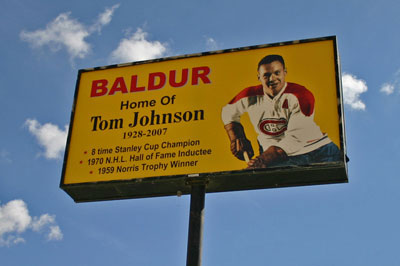 BALDUR
Home Of
Tom Johnson
1928-2007
8 time Stanley Cup Champion
1970 N.H.L. Hall of Fame Inductee
1959 Norris Trophy Winner
A
CH